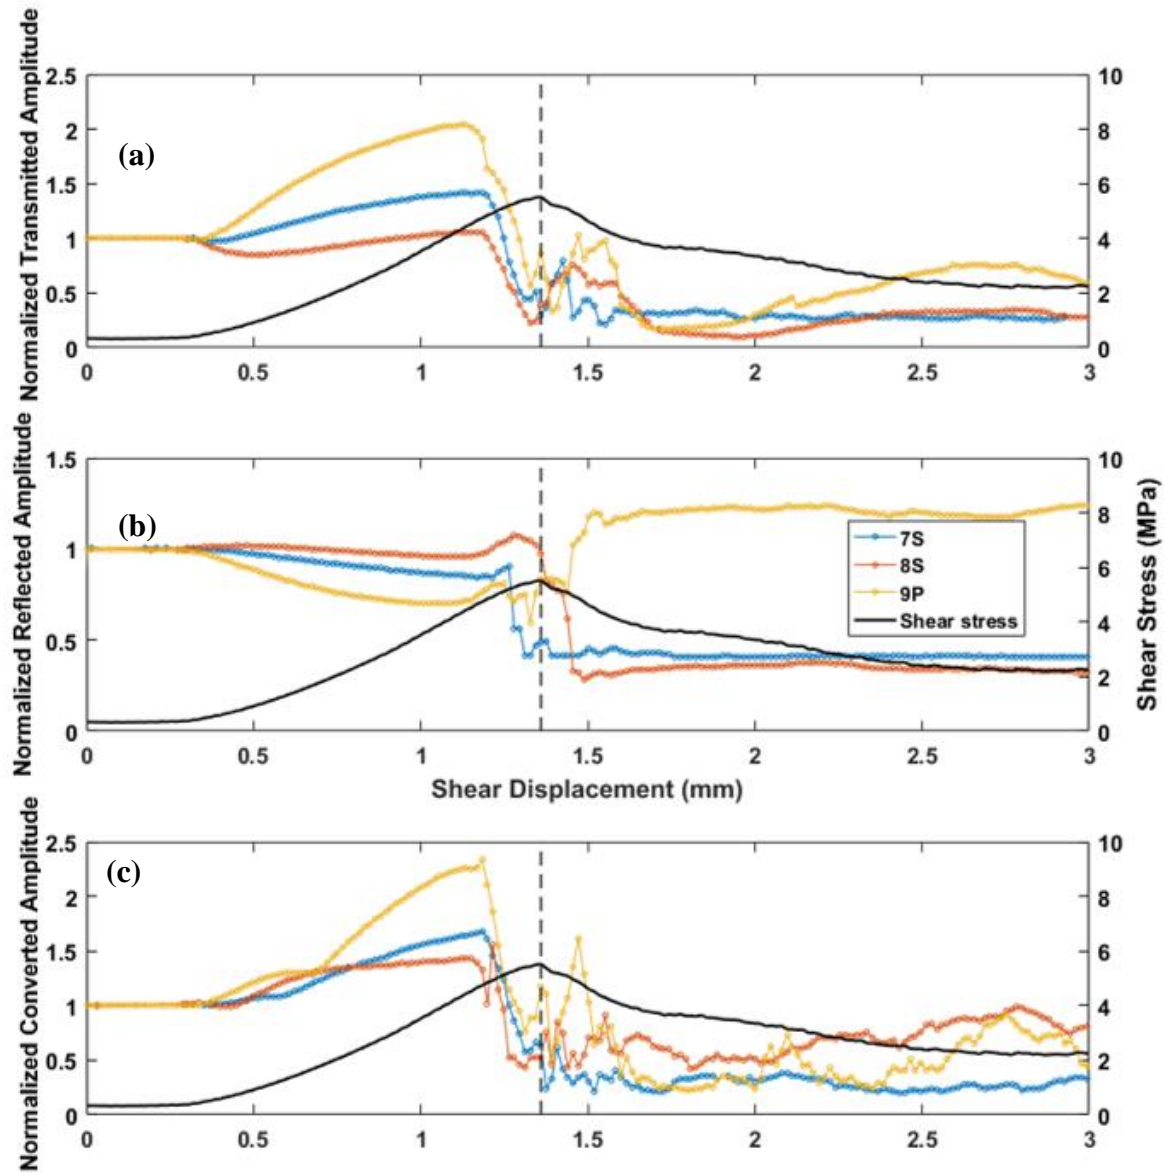 Normalized Transmitted Amplitude
(a)
2.5
2
1.5
1
0.5
0
10
8
6
4
2
0
0 0.5 1 1.5 2 2.5 3
Normalized Reflected Amplitude
(b)
1.5
1
0.5
0
10
8
6
4
2
0
7S
8S
9P
Shear stress
Shear Stress (MPa)
0 0.5 1 1.5 2 2.5 3
Shear Displacement (mm)
Normalized Converted Amplitude
(c)
2.5
2
1.5
1
0.5
0
10
8
6
4
2
0
0 0.5 1 1.5 2 2.5 3